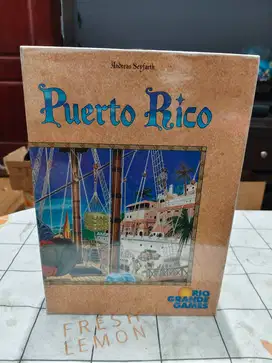 Andreas Seyfarth
Puerto Rico
RIO
GRANDE
GAMES
FRESH
LEMON